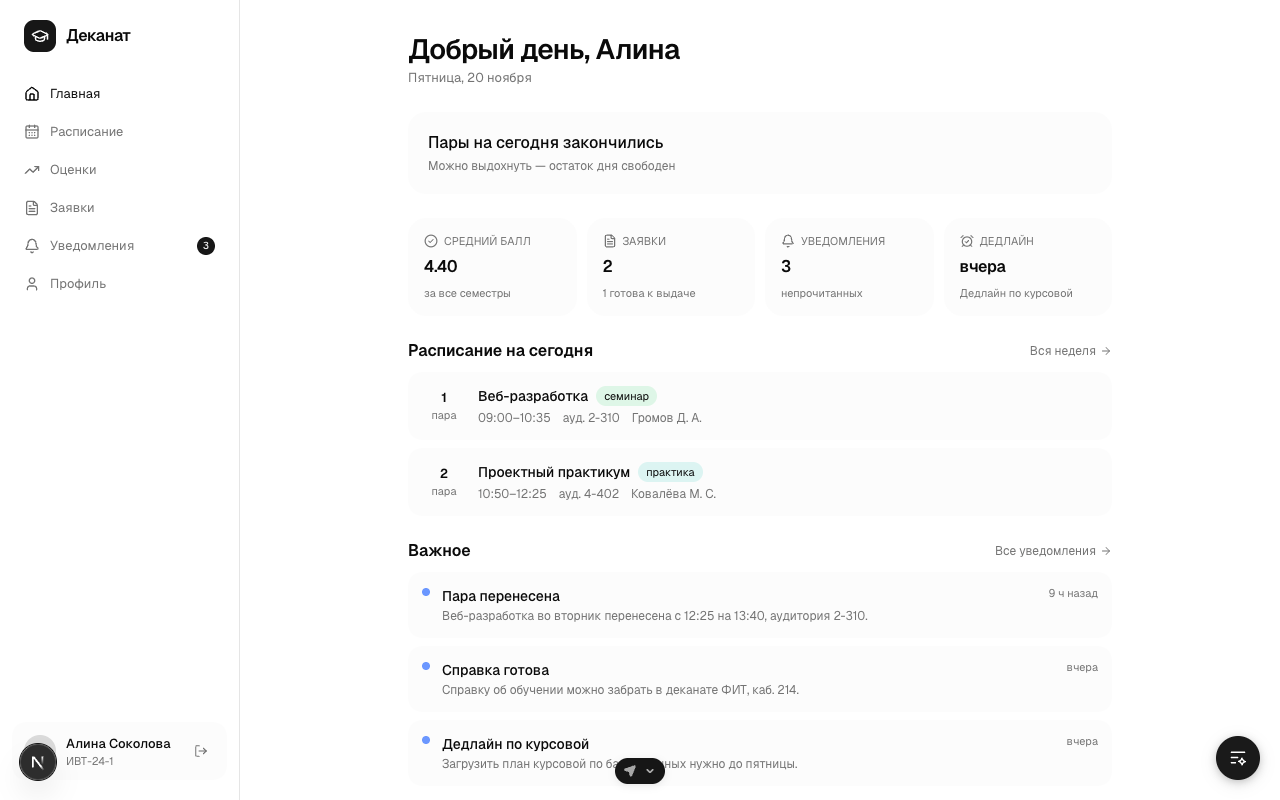 Деканат
Главная
Расписание
Оценки
Заявки
Уведомления 3
Профиль
Алина Соколова
ИВТ-24-1
N
Добрый день, Алина
Пятница, 20 ноября
Пары на сегодня закончились
Можно выдохнуть — остаток дня свободен
СРЕДНИЙ БАЛЛ
4.40
за все семестры
ЗАЯВКИ
2
1 готова к выдаче
УВЕДОМЛЕНИЯ
3
непрочитанных
ДЕДЛАЙН
вчера
Дедлайн по курсовой
Расписание на сегодня
Вся неделя →
1 пара
Веб-разработка семинар
09:00–10:35 ауд. 2-310 Громов Д. А.
2 пара
Проектный практикум практика
10:50–12:25 ауд. 4-402 Ковалёва М. С.
Важное
Все уведомления →
Пара перенесена 9 ч назад
Веб-разработка во вторник перенесена с 12:25 на 13:40, аудитория 2-310.
Справка готова вчера
Справку об обучении можно забрать в деканате ФИТ, каб. 214.
Дедлайн по курсовой вчера
Загрузить план курсовой по нужно до пятницы.